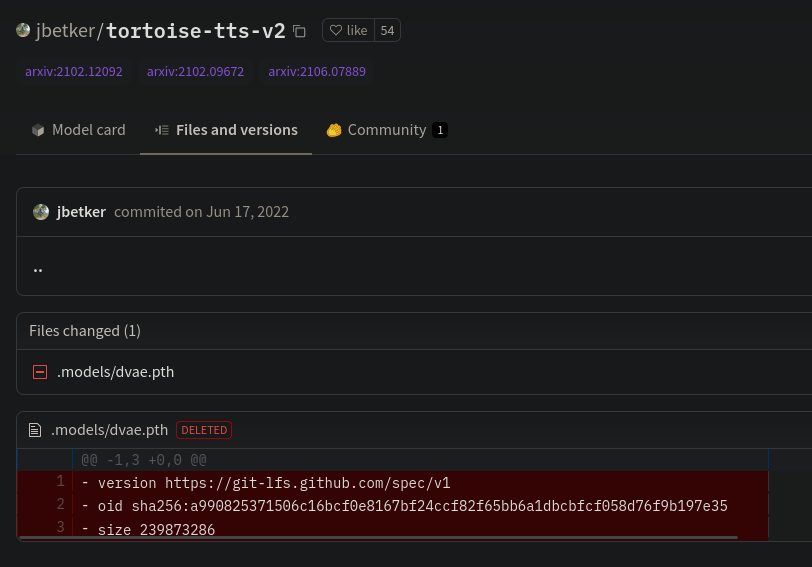 jbetker/tortoise-tts-v2 like 54
arxiv:2102.12092 arxiv:2102.09672 arxiv:2106.07889
Model card Files and versions Community 1
jbetker commited on Jun 17, 2022
..
Files changed (1)
.models/dvae.pth
.models/dvae.pth DELETED
@@ -1,3 +0,0 @@
1 - version https://git-lfs.github.com/spec/v1
2 - oid sha256:a990825371506c16bcf0e8167bf24ccf82f65bb6a1dbcbfcf058d76f9b197e35
3 - size 239873286